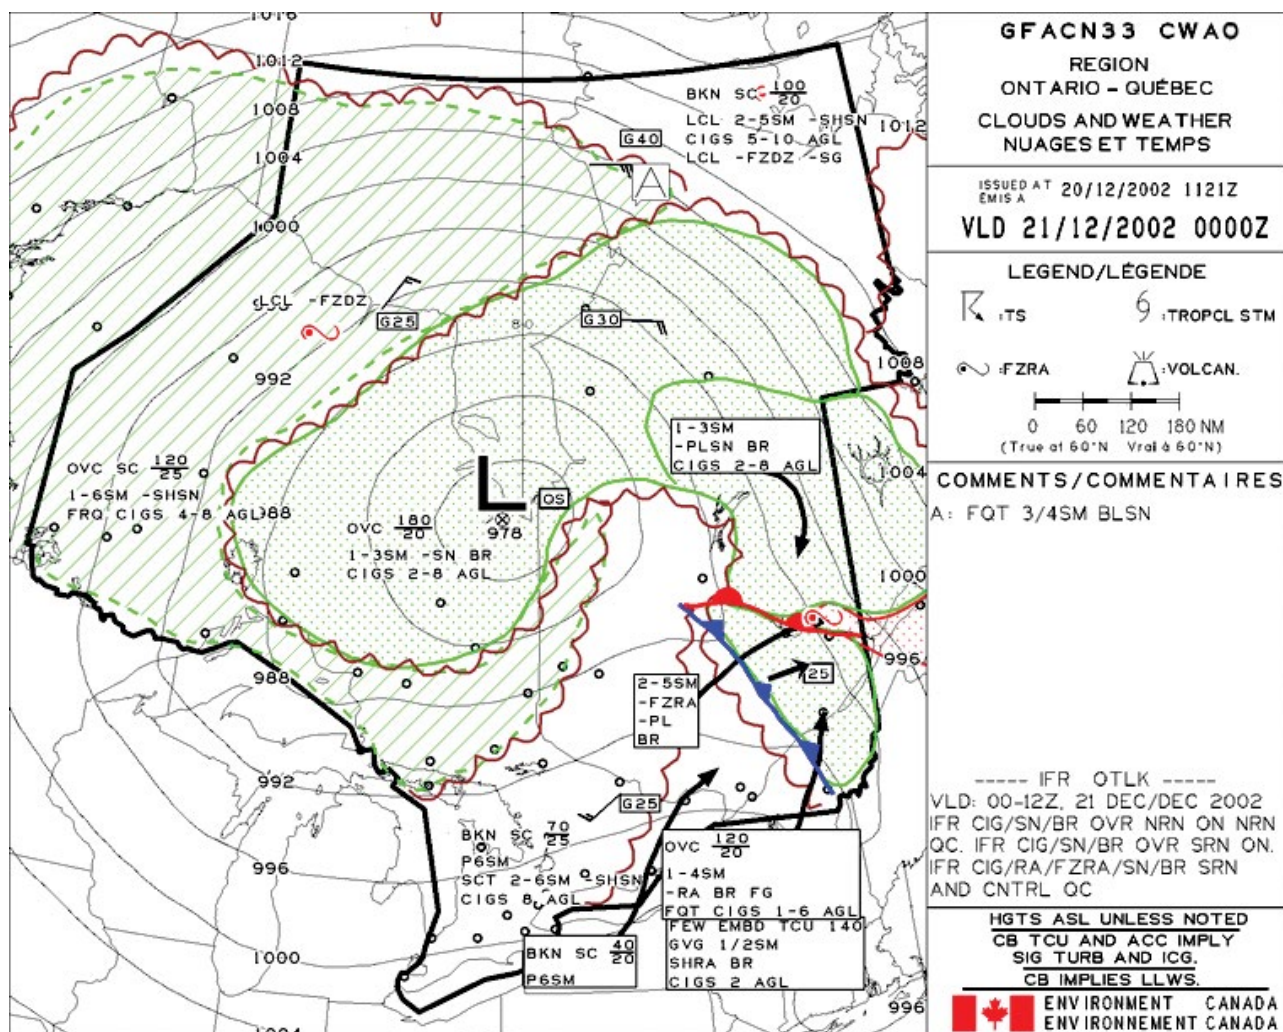 1016
1012
1008
1004
1000
992
988
988
992
996
1000
1004
1012
1008
1004
1000
996
996
BKN SC 100
20
LCL 2-5SM -SHSN
CIGS 5-10 AGL
LCL -FZDZ -SG
G40
A
LCL -FZDZ
G25
80
G30
1-3SM
-PLSN BR
CIGS 2-8 AGL
OVC SC 120
25
1-6SM -SHSN
FRQ CIGS 4-8 AGL
L
QS
978
OVC 180
20
1-3SM -SN BR
CIGS 2-8 AGL
25
2-5SM
-FZRA
-PL
BR
G25
BKN SC 70
25
P6SM
SCT 2-6SM -SHSN
CIGS 8 AGL
BKN SC 40
20
P6SM
OVC 120
20
1-4SM
-RA BR FG
FQT CIGS 1-6 AGL
FEW EMBD TCU 140
GVG 1/2SM
SHRA BR
CIGS 2 AGL
GFACN33 CWAO
REGION
ONTARIO - QUÉBEC
CLOUDS AND WEATHER
NUAGES ET TEMPS
ISSUED AT
ÉMIS A
20/12/2002 1121Z
VLD 21/12/2002 0000Z
LEGEND/LÉGENDE
:TS
:TROPCL STM
:FZRA
:VOLCAN.
0 60 120 180 NM
(True at 60°N Vrai à 60°N)
COMMENTS/COMMENTAIRES
A: FQT 3/4SM BLSN
----- IFR OTLK -----
VLD: 00-12Z, 21 DEC/DEC 2002
IFR CIG/SN/BR OVR NRN ON NRN
QC. IFR CIG/SN/BR OVR SRN ON.
IFR CIG/RA/FZRA/SN/BR SRN
AND CNTRL QC
HGTS ASL UNLESS NOTED
CB TCU AND ACC IMPLY
SIG TURB AND ICG.
CB IMPLIES LLWS.
ENVIRONMENT CANADA
ENVIRONNEMENT CANADA